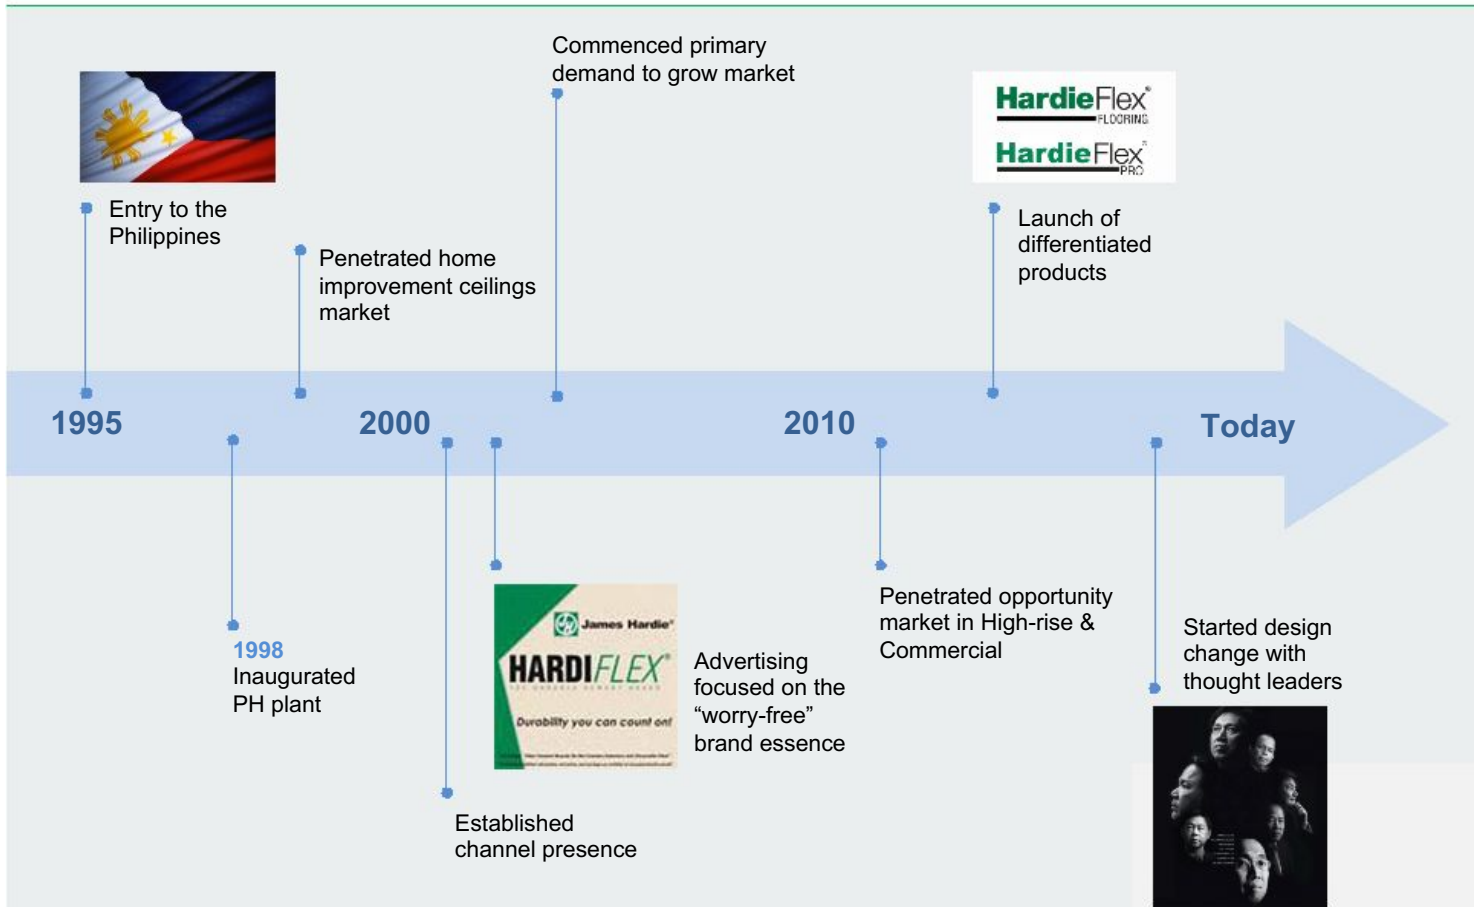 Commenced primary
demand to grow market
HardieFlex®
FLOORING
HardieFlex
PRO
Entry to the
Philippines
Launch of
differentiated
products
Penetrated home
improvement ceilings
market
1995
2000
2010
Today
1998
Inaugurated
PH plant
James Hardie®
HARDIFLEX®
Durability you can count on!
Advertising
focused on the
“worry-free”
brand essence
Penetrated opportunity
market in High-rise &
Commercial
Started design
change with
thought leaders
Established
channel presence